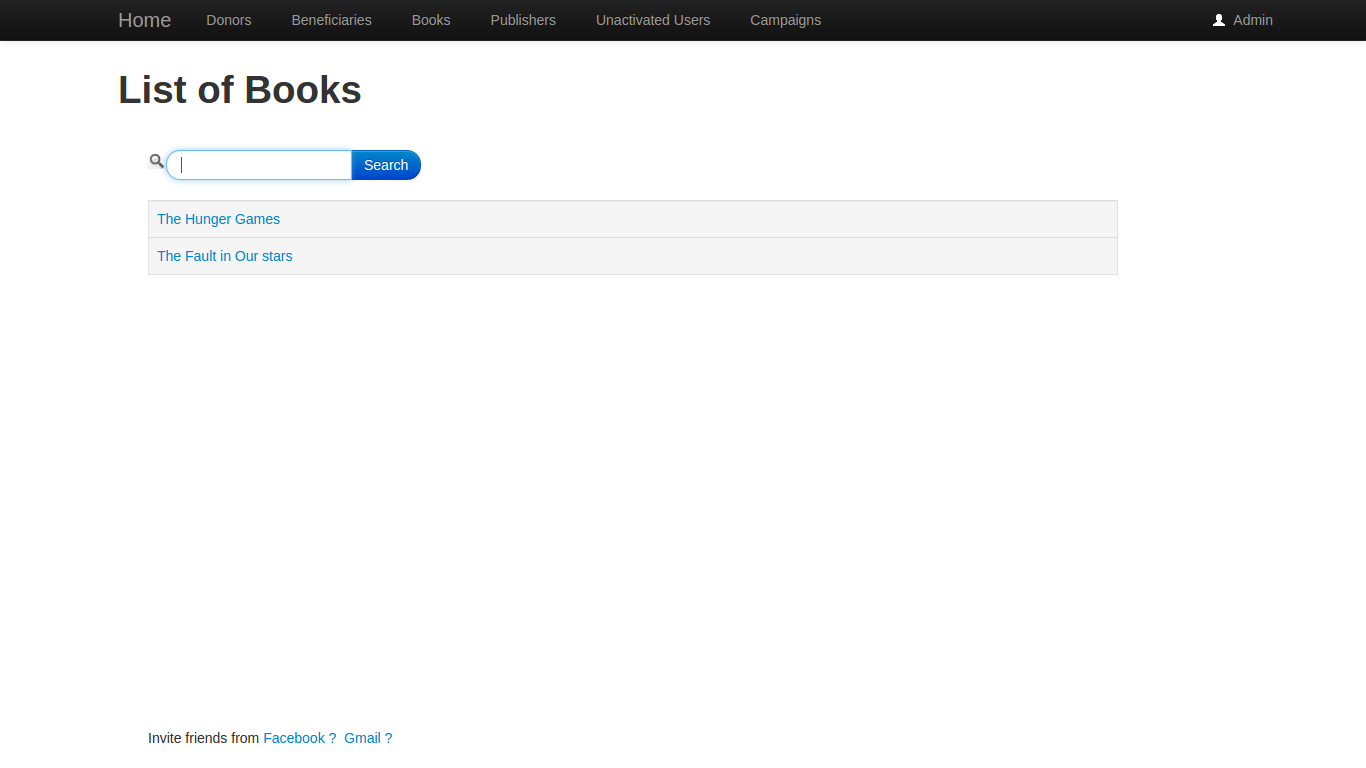 Home Donors Beneficiaries Books Publishers Unactivated Users Campaigns Admin
List of Books
Search
The Hunger Games
The Fault in Our stars
Invite friends from Facebook ? Gmail ?